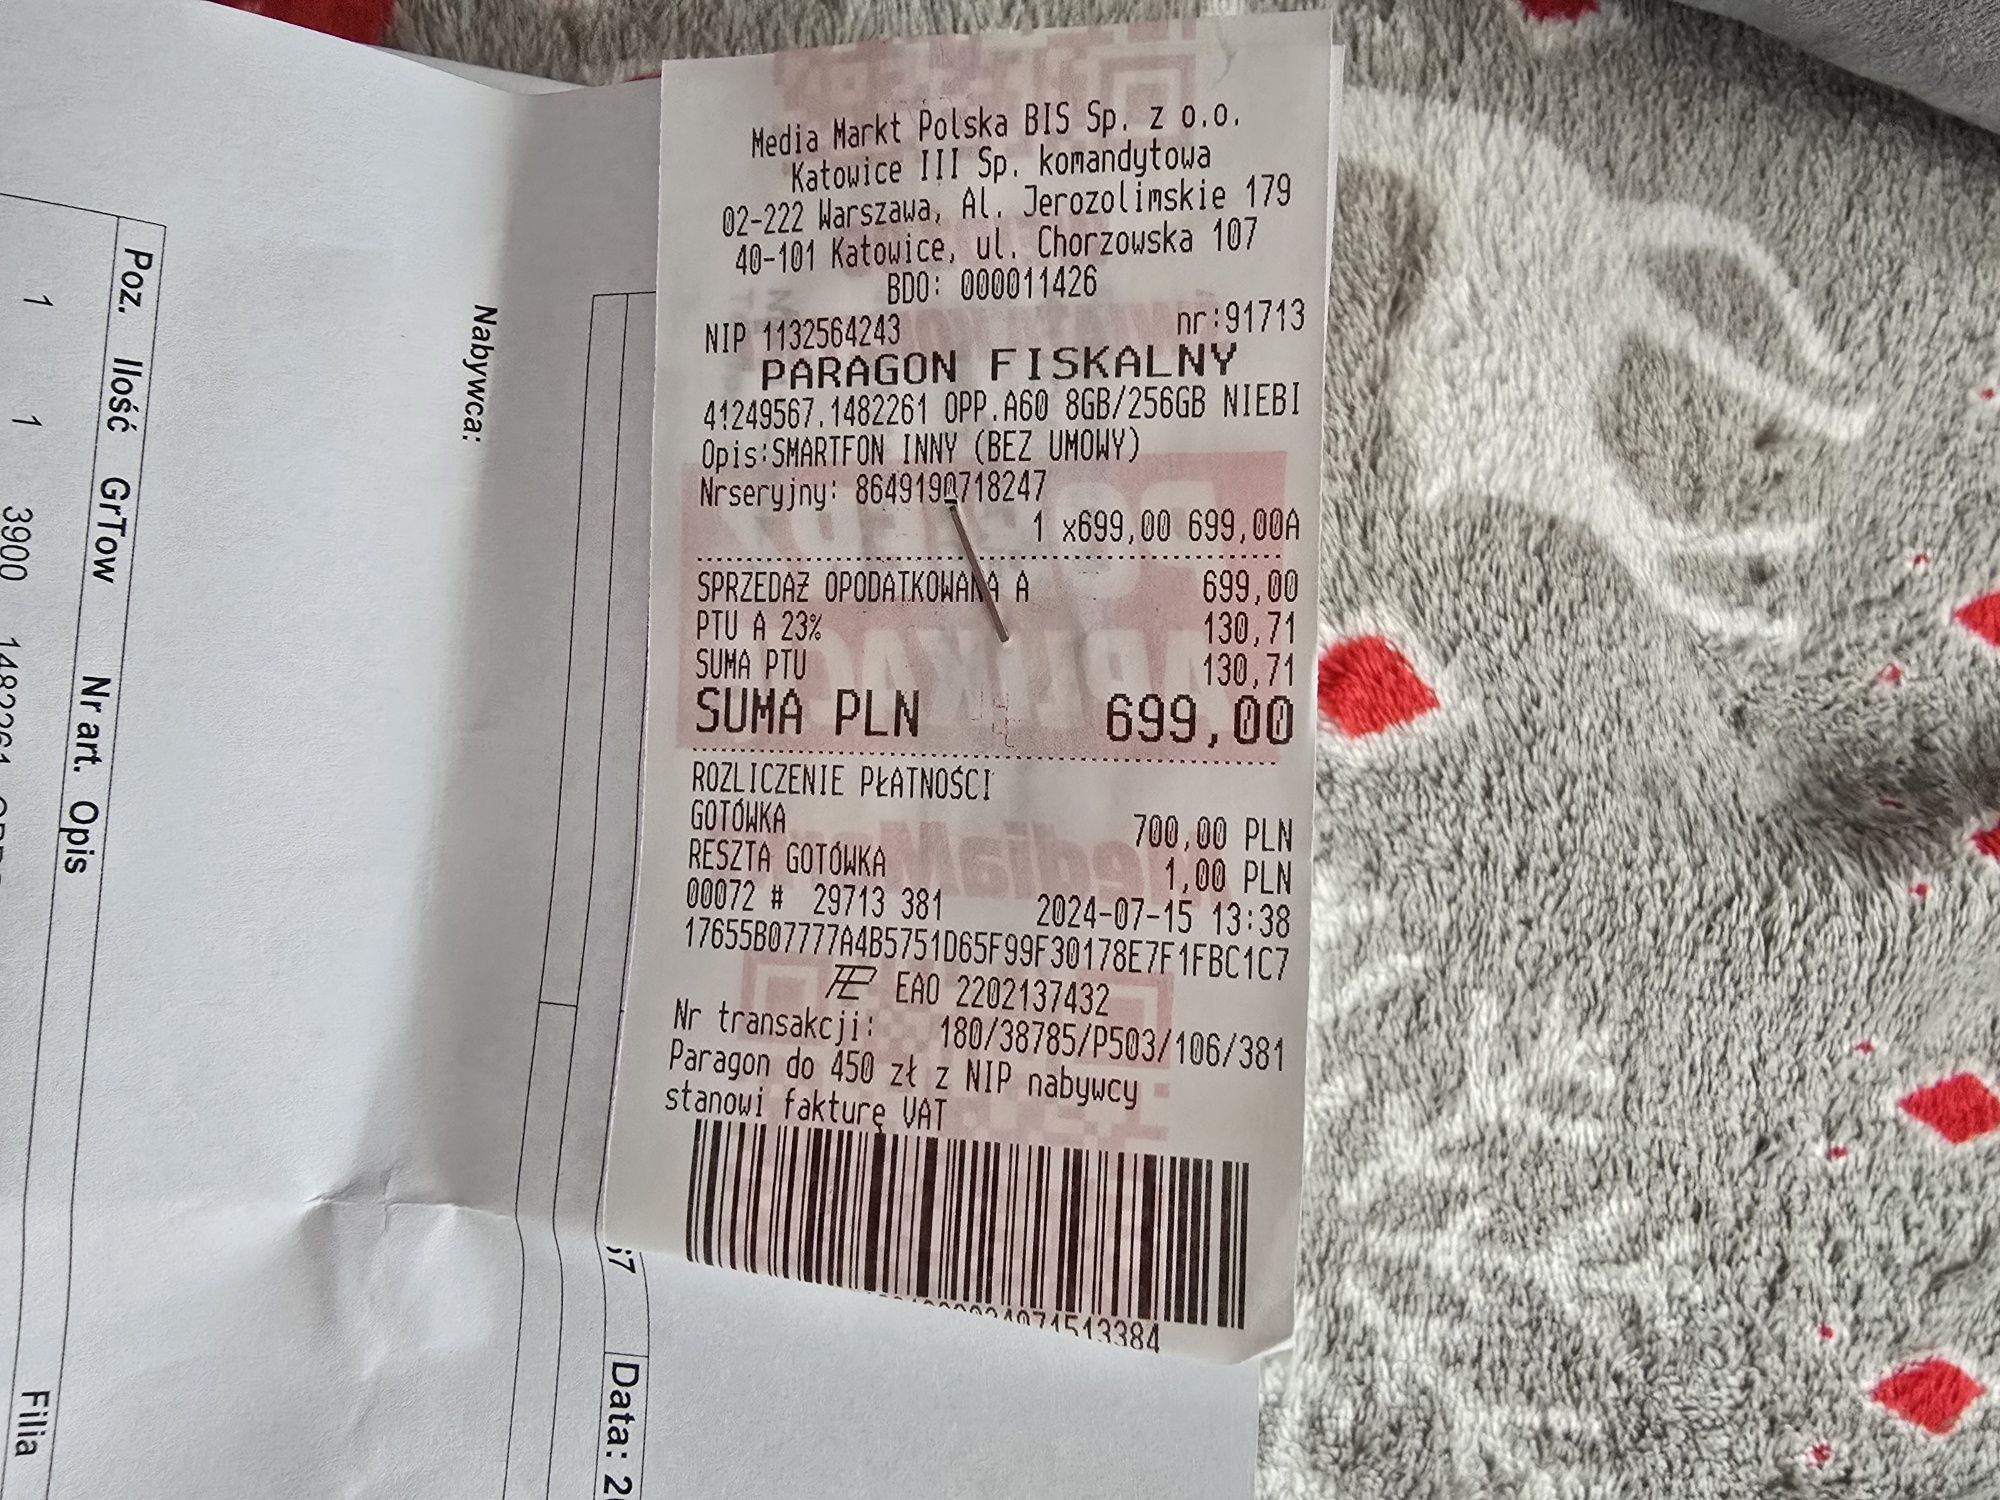 Media Markt Polska BIS Sp. z o.o.
Katowice III Sp. komandytowa
02-222 Warszawa, Al. Jerozolimskie 179
40-101 Katowice, ul. Chorzowska 107
BDO: 000011426
NIP 1132564243 nr:91713
PARAGON FISKALNY
41249567.1482261 OPP.A60 8GB/256GB NIEBI
Opis:SMARTFON INNY (BEZ UMOWY)
Nrseryjny: 8649190718247
1 x699,00 699,00A
SPRZEDAŻ OPODATKOWANA A 699,00
PTU A 23% 130,71
SUMA PTU 130,71
SUMA PLN 699,00
ROZLICZENIE PŁATNOŚCI
GOTÓWKA 700,00 PLN
RESZTA GOTÓWKA 1,00 PLN
00072 # 29713 381 2024-07-15 13:38
17655B07777A4B5751D65F99F30178E7F1FBC1C7
EAO 2202137432
Nr transakcji: 180/38785/P503/106/381
Paragon do 450 zł z NIP nabywcy
stanowi fakturę VAT
Nabywca:
Data: 2
Poz. Ilość GrTow Nr art. Opis
1 1 3900 1482261
Filia